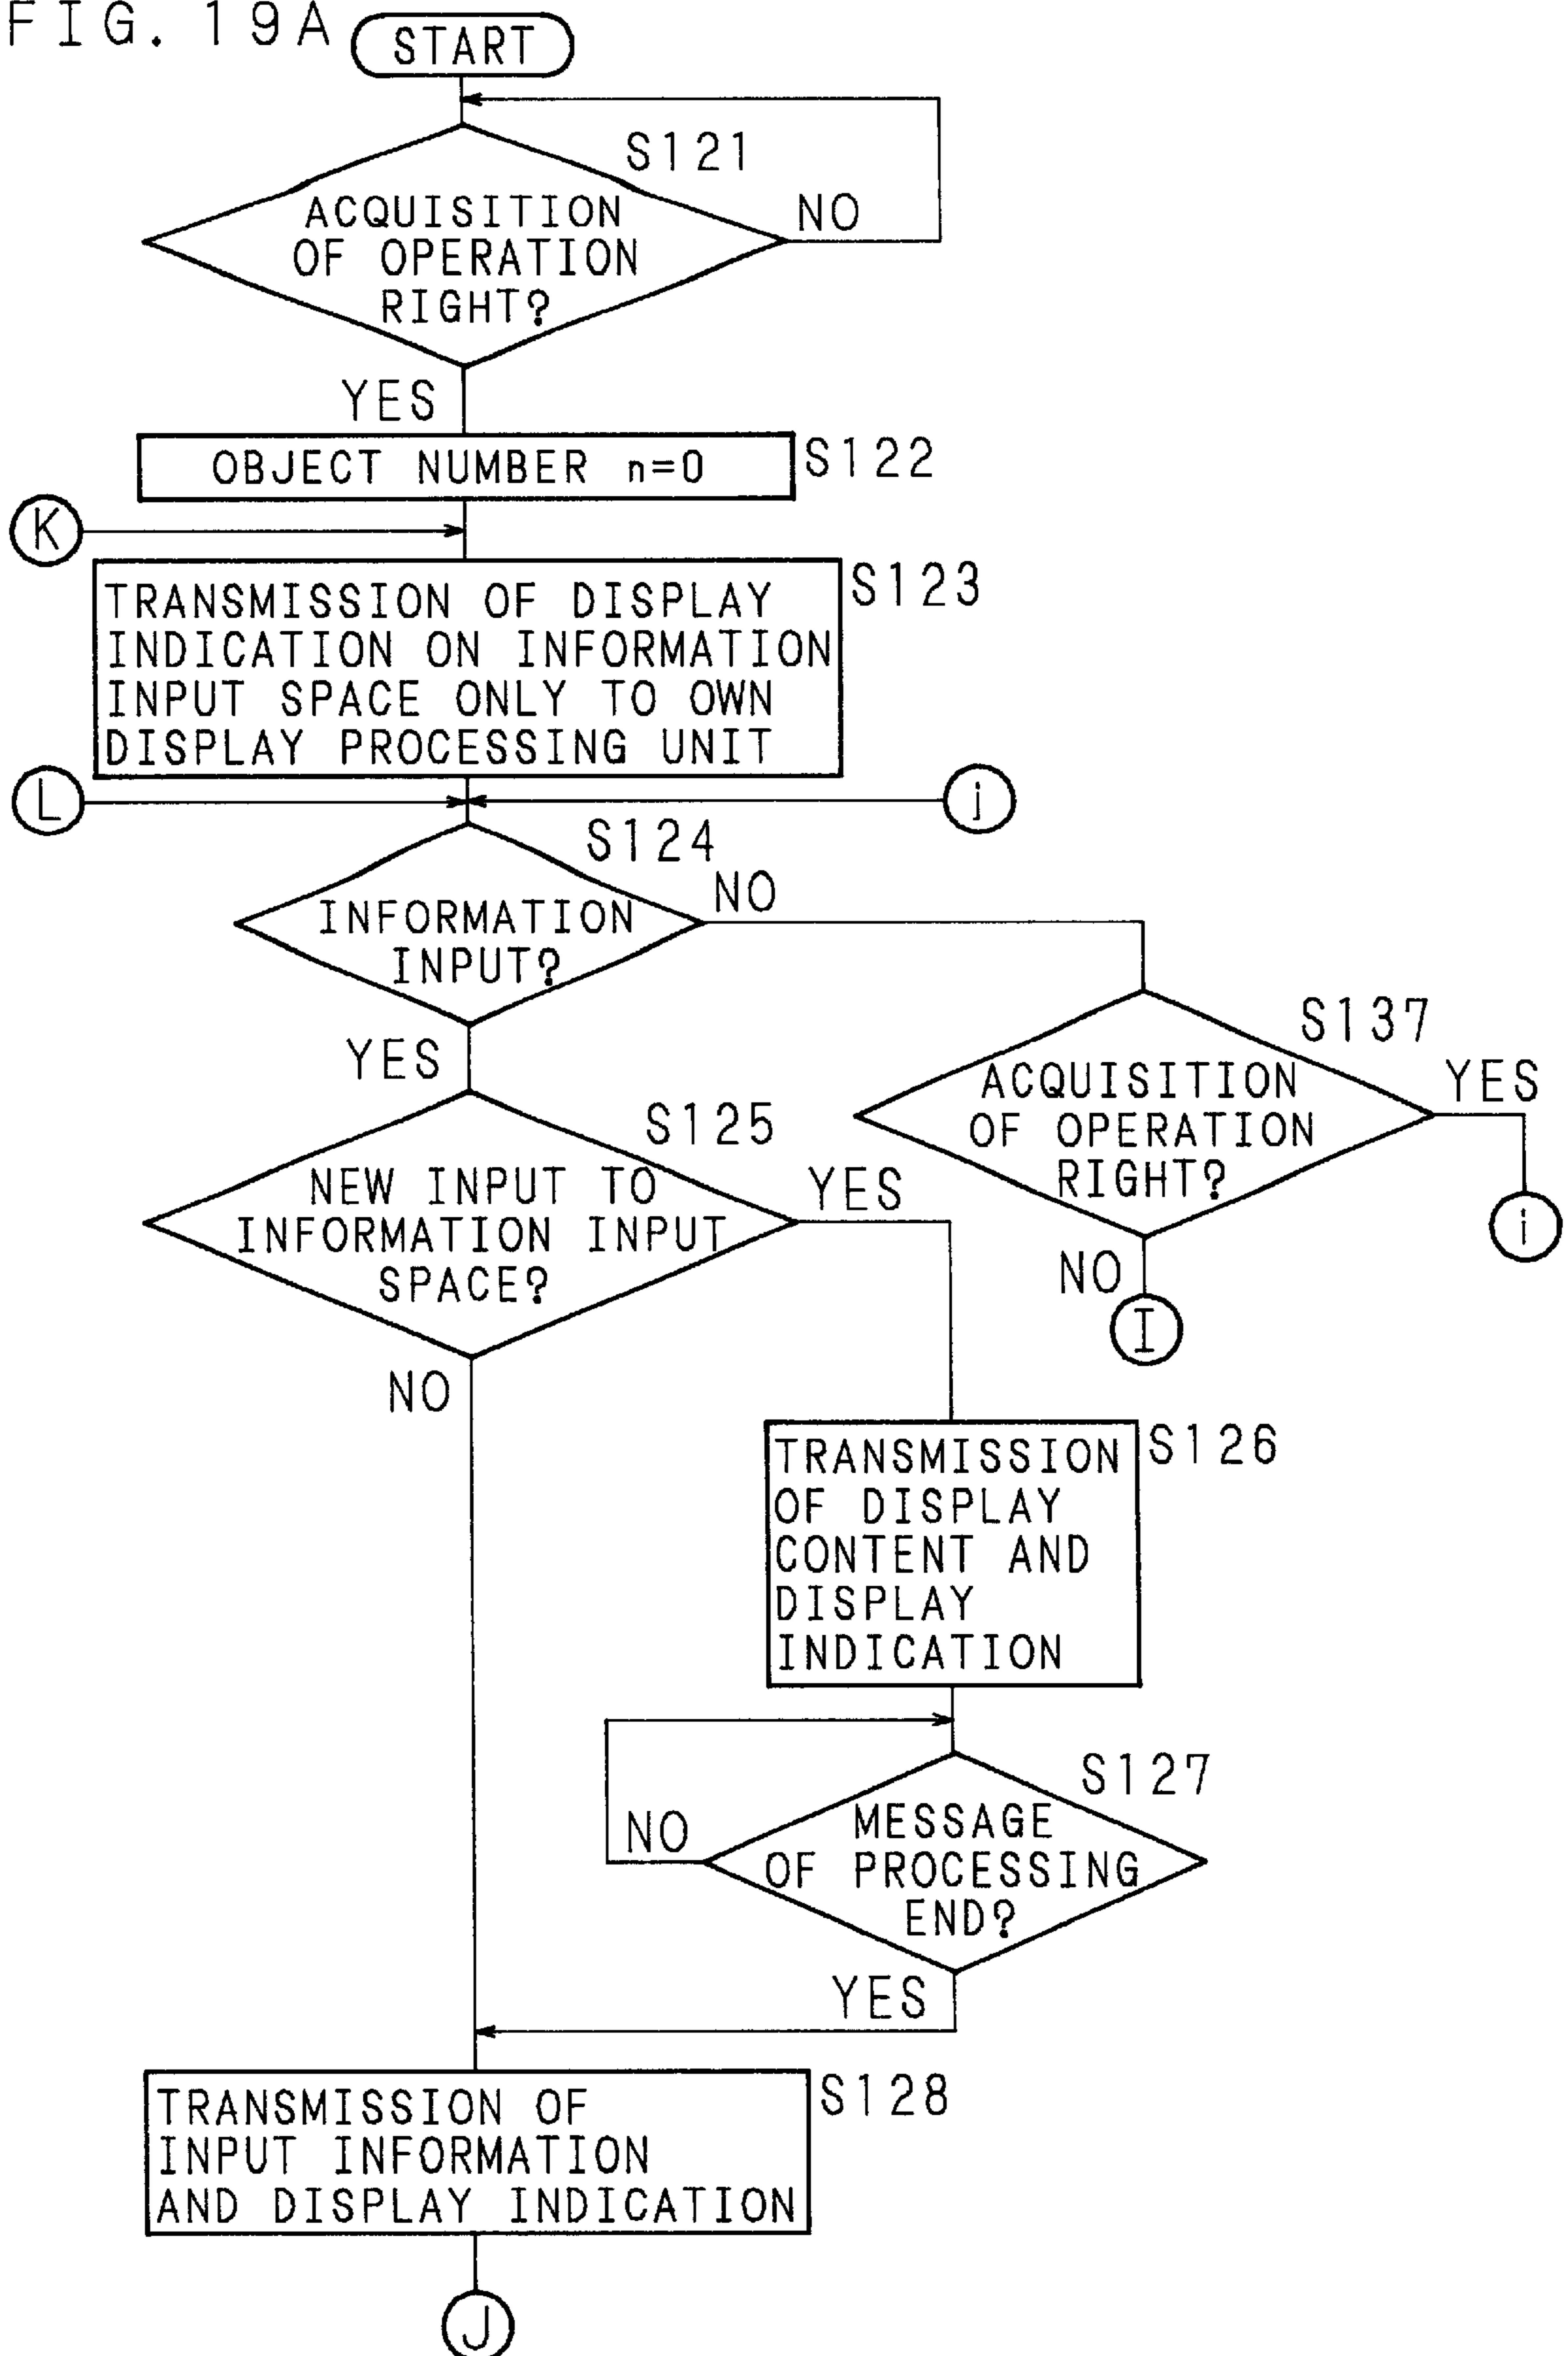 FIG. 19A
START
S121
ACQUISITION
OF OPERATION
RIGHT?
NO
YES
OBJECT NUMBER n=0
S122
K
TRANSMISSION OF DISPLAY
INDICATION ON INFORMATION
INPUT SPACE ONLY TO OWN
DISPLAY PROCESSING UNIT
S123
L
j
S124
INFORMATION
INPUT?
NO
YES
S137
ACQUISITION
OF OPERATION
RIGHT?
YES
i
NO
I
S125
NEW INPUT TO
INFORMATION INPUT
SPACE?
YES
NO
TRANSMISSION
OF DISPLAY
CONTENT AND
DISPLAY
INDICATION
S126
S127
MESSAGE
OF PROCESSING
END?
NO
YES
TRANSMISSION OF
INPUT INFORMATION
AND DISPLAY INDICATION
S128
J